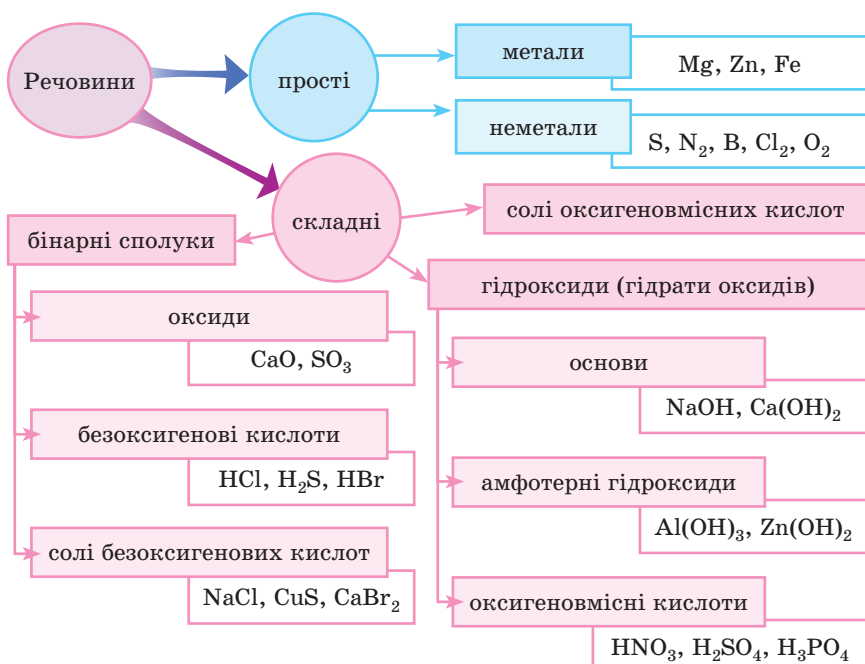 Речовини
прості
метали
Mg, Zn, Fe
неметали
S, N₂, B, Cl₂, O₂
складні
солі оксигеновмісних кислот
бінарні сполуки
оксиди
CaO, SO₃
безоксигенові кислоти
HCl, H₂S, HBr
солі безоксигенових кислот
NaCl, CuS, CaBr₂
гідроксиди (гідрати оксидів)
основи
NaOH, Ca(OH)₂
амфотерні гідроксиди
Al(OH)₃, Zn(OH)₂
оксигеновмісні кислоти
HNO₃, H₂SO₄, H₃PO₄